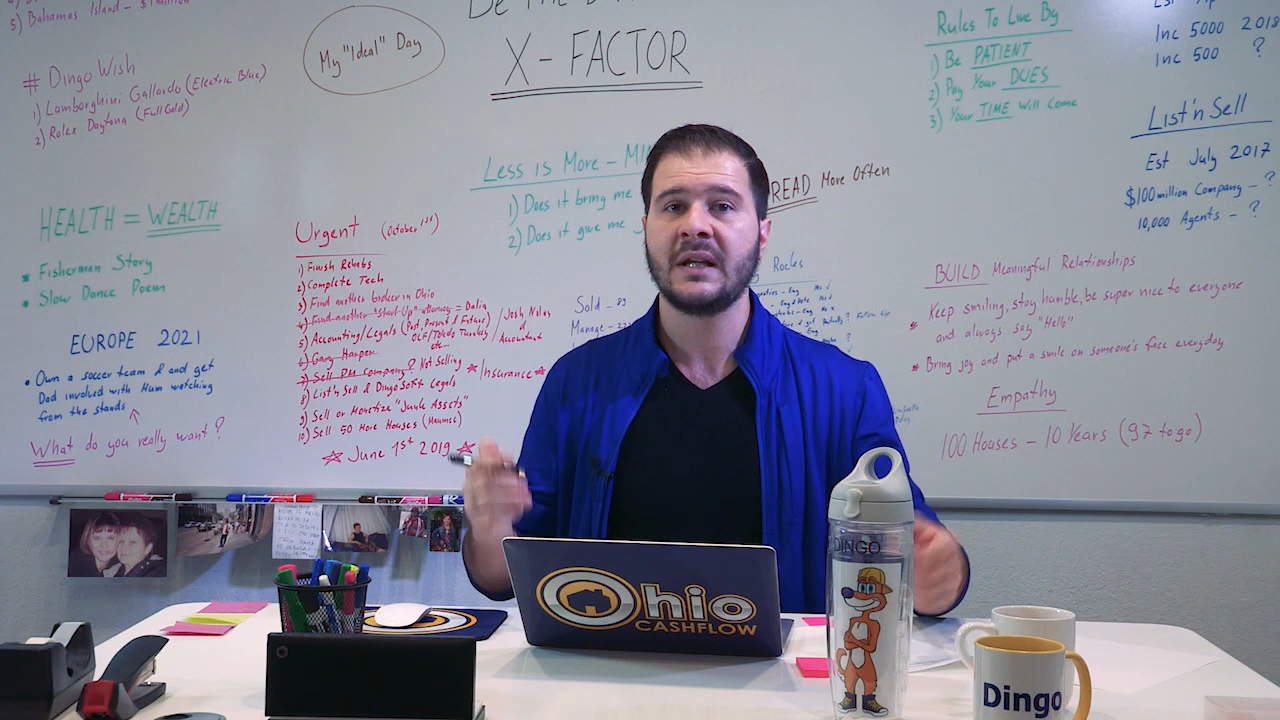 5) Bahamas Island - $1 million
# Dingo Wish
1) Lamborghini Gallardo (Electric Blue)
2) Rolex Daytona (Full Gold)
HEALTH = WEALTH
* Fisherman Story
* Slow Dance Poem
EUROPE 2021
• Own a soccer team & and get
Dad involved with Mum watching
from the stands
What do you really want?
My "Ideal" Day
X - FACTOR
Urgent (October 1st)
1) Finish Rehabs
2) Complete Tech
3) Find another broker in Ohio
4) Find another "Start Up" attorney = Dalia
5) Accounting/Legals (Past, Present & Future)
OCF/Toledo Turnkey
etc...
/ Josh Miles
&
Accountant
6) Gary Harper
7) Sell PM company? Not Selling
* /Insurance *
8) List'n Sell & DingoSoft Legals
9) Sell or Monetize "Junk Assets"
10) Sell 50 More Houses (Maumee)
* June 1st 2019 *
Less is More -
1) Does it bring me
2) Does it give me
READ More Often
Rocks
Sold - 89
Manage -
Rules To Live By
1) Be PATIENT
2) Pay Your DUES
3) Your TIME Will Come
Inc 5000 2018
Inc 500 ?
List'n Sell
Est July 2017
$100 million Company - ?
10,000 Agents - ?
BUILD Meaningful Relationships
* Keep smiling, stay humble, be super nice to everyone
and always say "Hello"
* Bring joy and put a smile on someone's face everyday
Empathy
100 Houses - 10 Years (97 to go)
Ohio
CASHFLOW
DINGO
Dingo